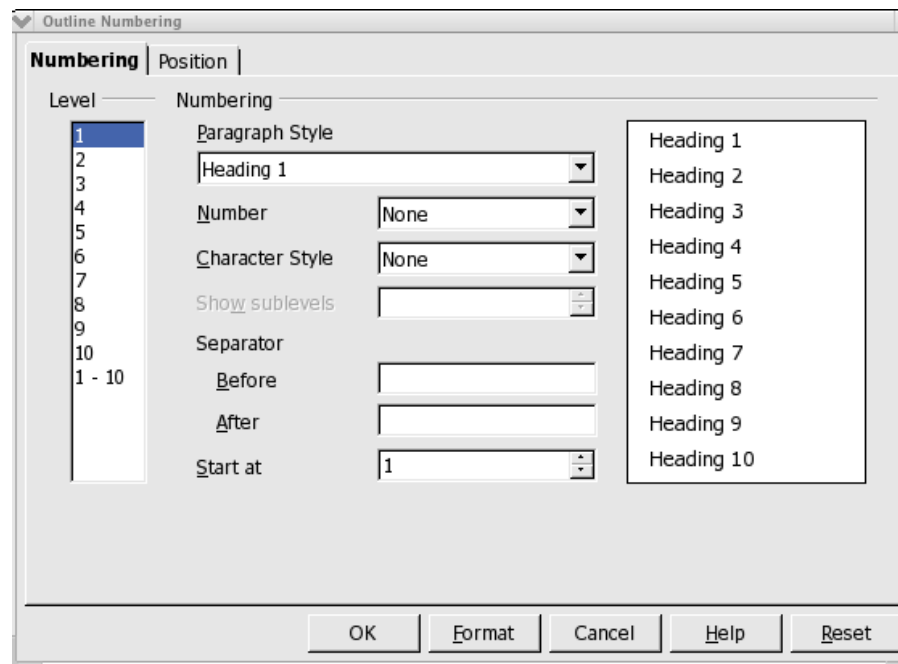 Outline Numbering
Numbering Position
Level
1
2
3
4
5
6
7
8
9
10
1 - 10
Numbering
Paragraph Style
Heading 1
Number None
Character Style None
Show sublevels
Separator
Before
After
Start at 1
Heading 1
Heading 2
Heading 3
Heading 4
Heading 5
Heading 6
Heading 7
Heading 8
Heading 9
Heading 10
OK Format Cancel Help Reset